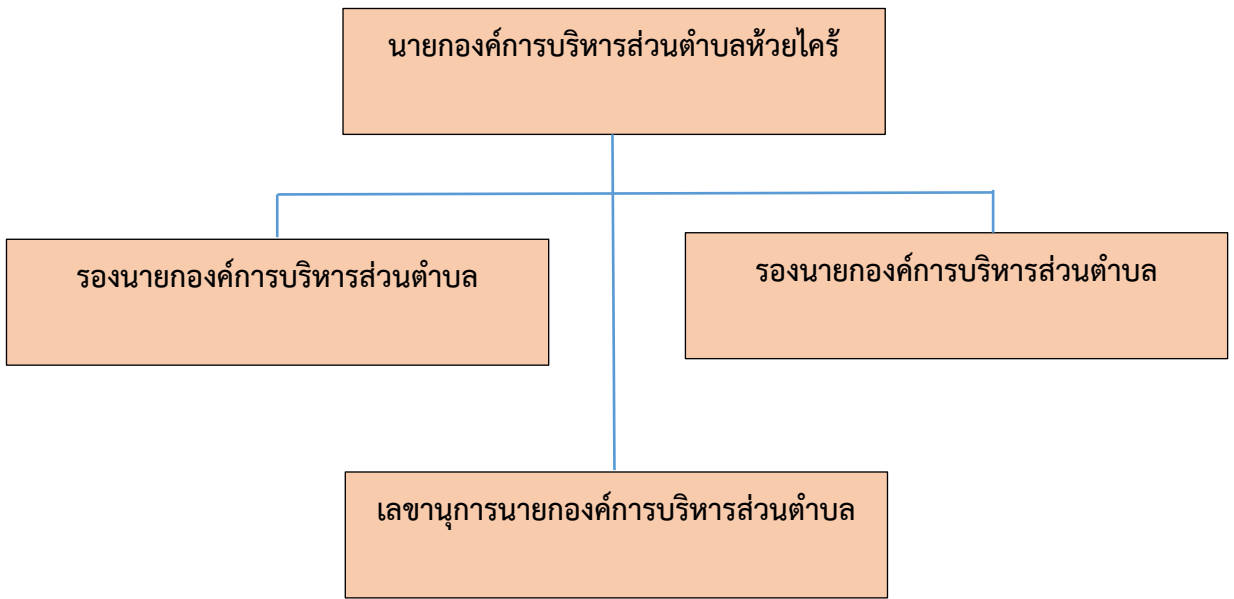 นายกองค์การบริหารส่วนตำบลห้วยไคร้
รองนายกองค์การบริหารส่วนตำบล
รองนายกองค์การบริหารส่วนตำบล
เลขานุการนายกองค์การบริหารส่วนตำบล